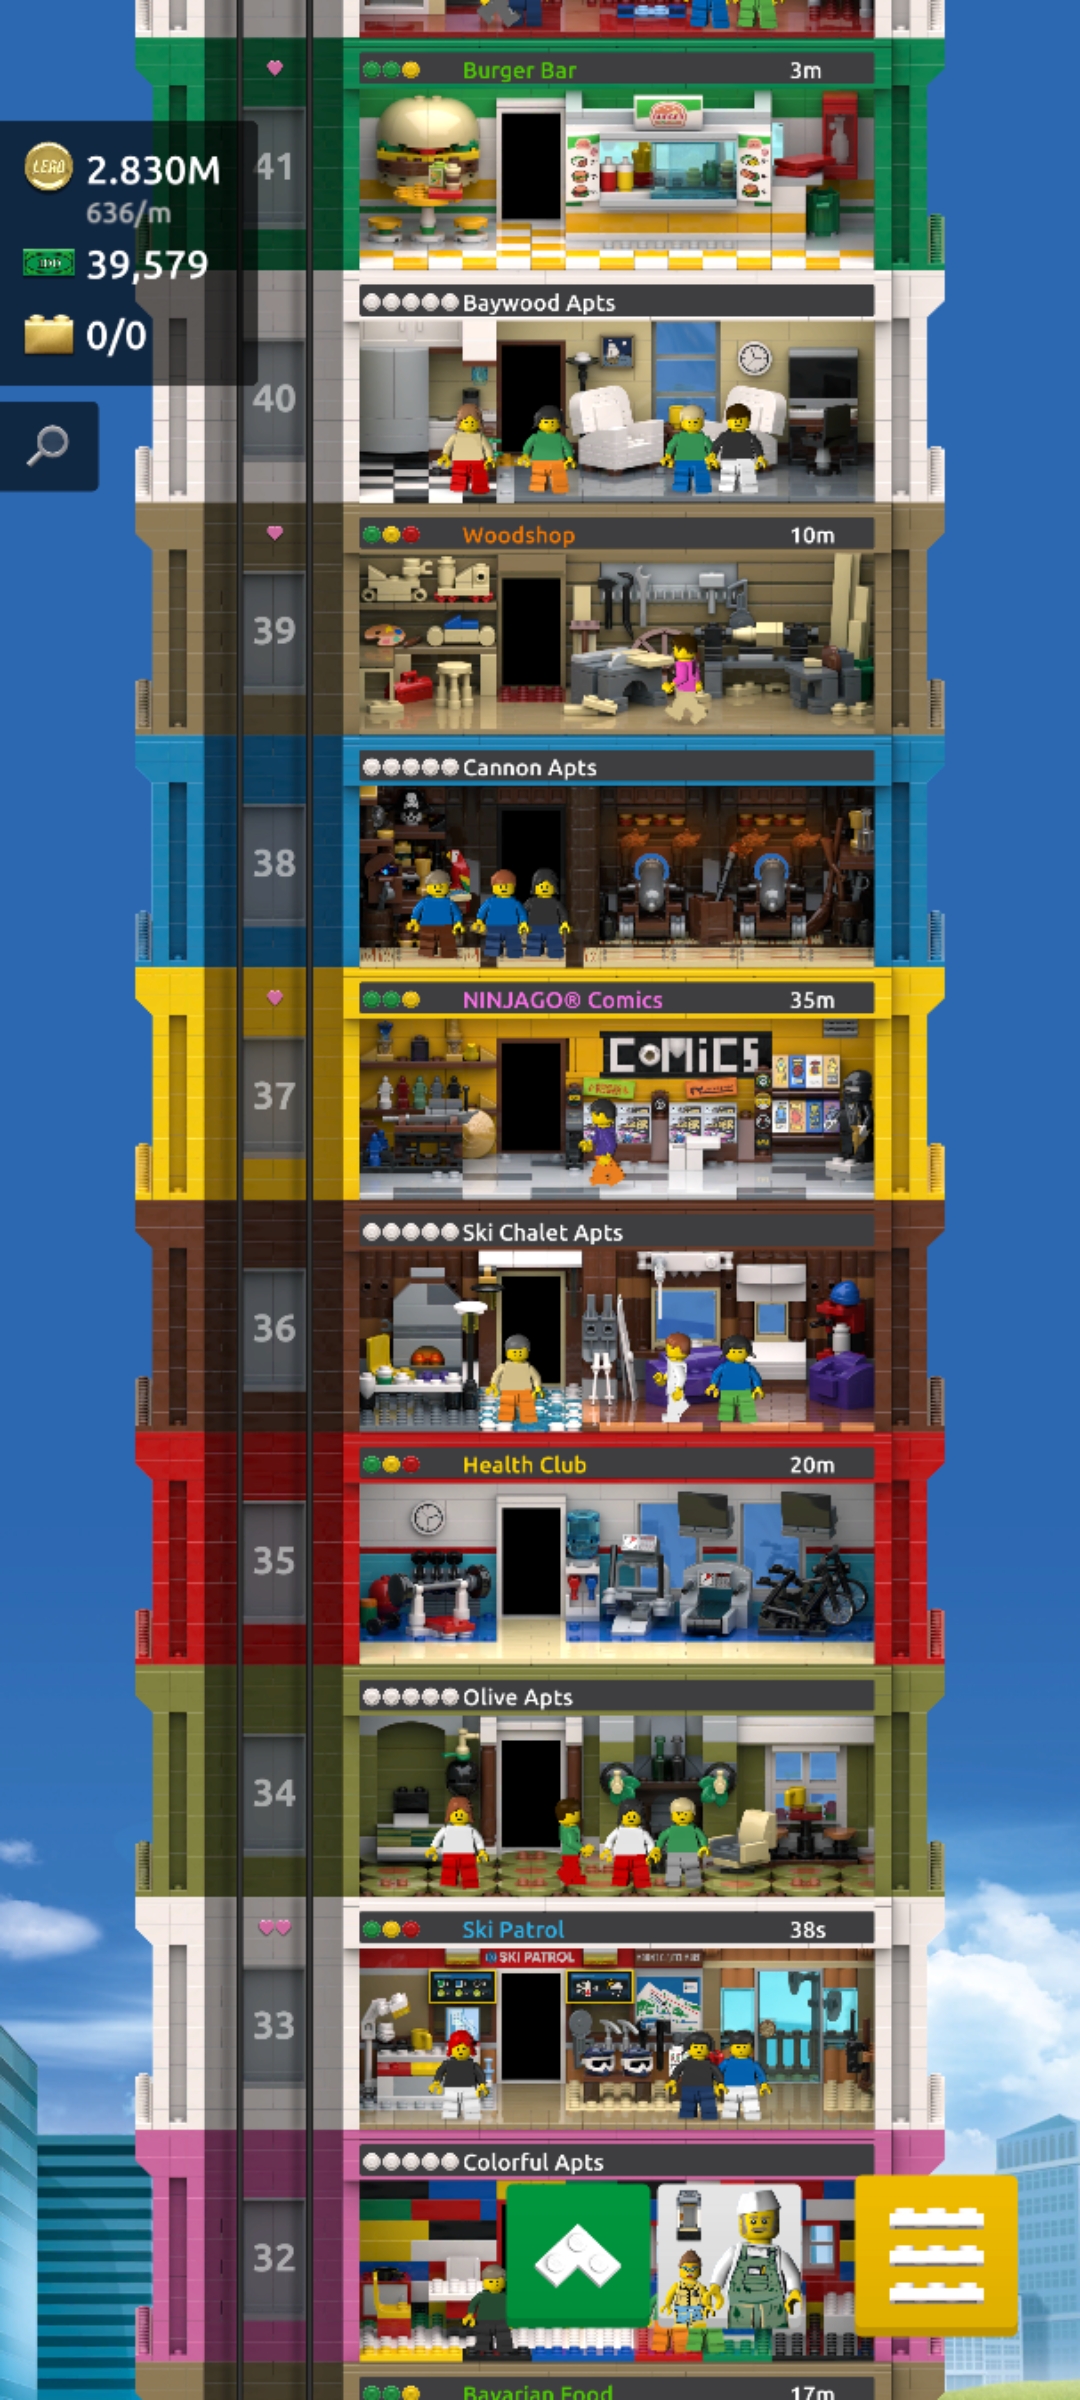 Burger Bar 3m
41
LEGO 2.830M
636/m
39,579
0/0
Baywood Apts
40
Woodshop 10m
39
Cannon Apts
38
NINJAGO® Comics 35m
COMiCS
37
Ski Chalet Apts
36
Health Club 20m
35
Olive Apts
34
Ski Patrol 38s
SKI PATROL
33
Colorful Apts
32
Bavarian Food 17m